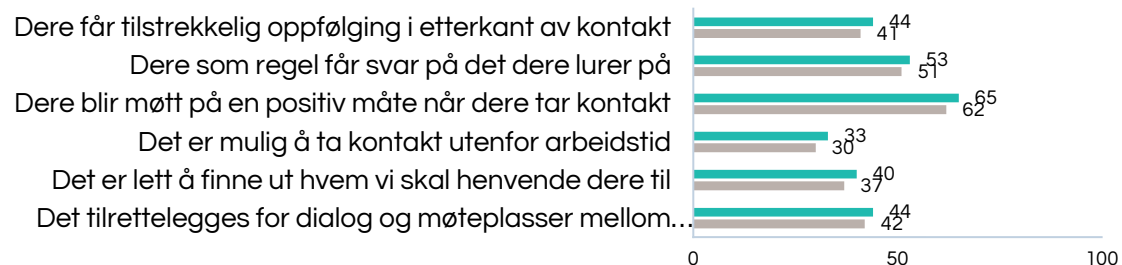 Dere får tilstrekkelig oppfølging i etterkant av kontakt 44
41
Dere som regel får svar på det dere lurer på 53
51
Dere blir møtt på en positiv måte når dere tar kontakt 65
62
Det er mulig å ta kontakt utenfor arbeidstid 33
30
Det er lett å finne ut hvem vi skal henvende dere til 40
37
Det tilrettelegges for dialog og møteplasser mellom… 44
42
0 50 100